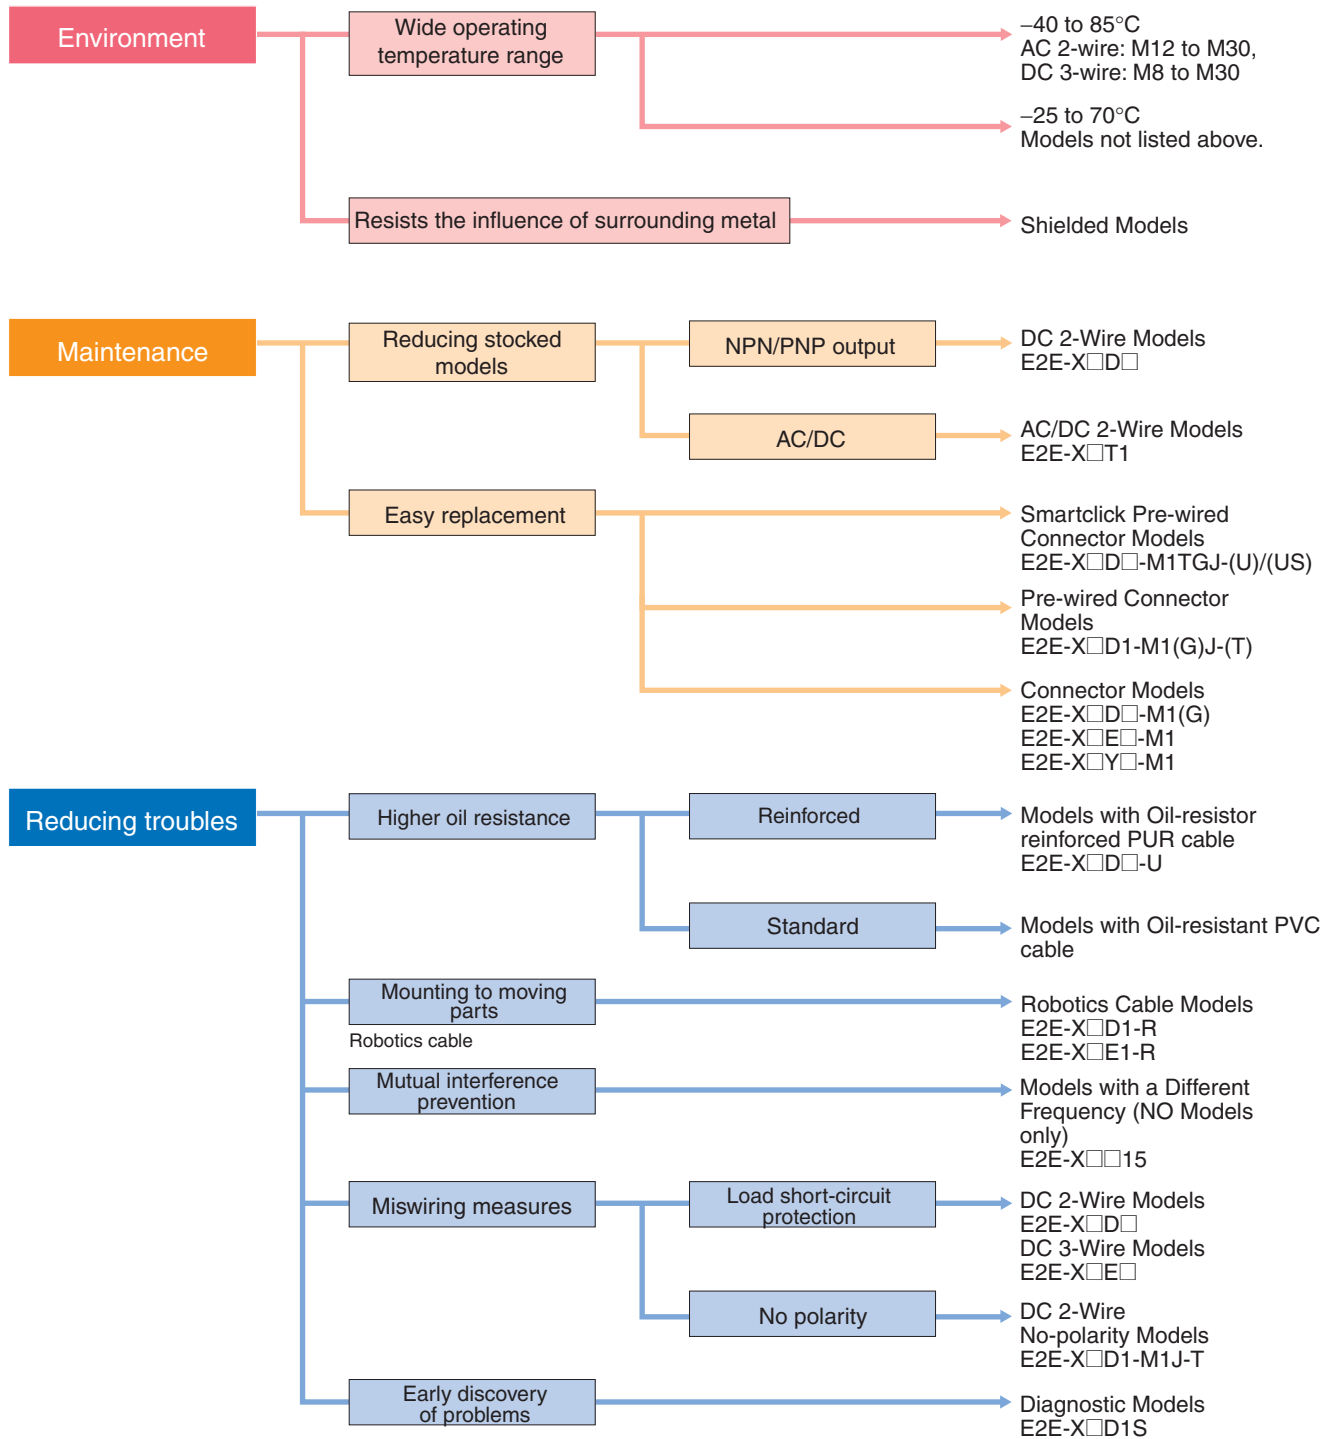 Environment
Wide operating
temperature range
–40 to 85°C
AC 2-wire: M12 to M30,
DC 3-wire: M8 to M30
–25 to 70°C
Models not listed above.
Resists the influence of surrounding metal
Shielded Models
Maintenance
Reducing stocked
models
NPN/PNP output
DC 2-Wire Models
E2E-X□D□
AC/DC
AC/DC 2-Wire Models
E2E-X□T1
Easy replacement
Smartclick Pre-wired
Connector Models
E2E-X□D□-M1TGJ-(U)/(US)
Pre-wired Connector
Models
E2E-X□D1-M1(G)J-(T)
Connector Models
E2E-X□D□-M1(G)
E2E-X□E□-M1
E2E-X□Y□-M1
Reducing troubles
Higher oil resistance
Reinforced
Models with Oil-resistor
reinforced PUR cable
E2E-X□D□-U
Standard
Models with Oil-resistant PVC
cable
Mounting to moving
parts
Robotics cable
Robotics Cable Models
E2E-X□D1-R
E2E-X□E1-R
Mutual interference
prevention
Models with a Different
Frequency (NO Models
only)
E2E-X□□15
Miswiring measures
Load short-circuit
protection
DC 2-Wire Models
E2E-X□D□
DC 3-Wire Models
E2E-X□E□
No polarity
DC 2-Wire
No-polarity Models
E2E-X□D1-M1J-T
Early discovery
of problems
Diagnostic Models
E2E-X□D1S